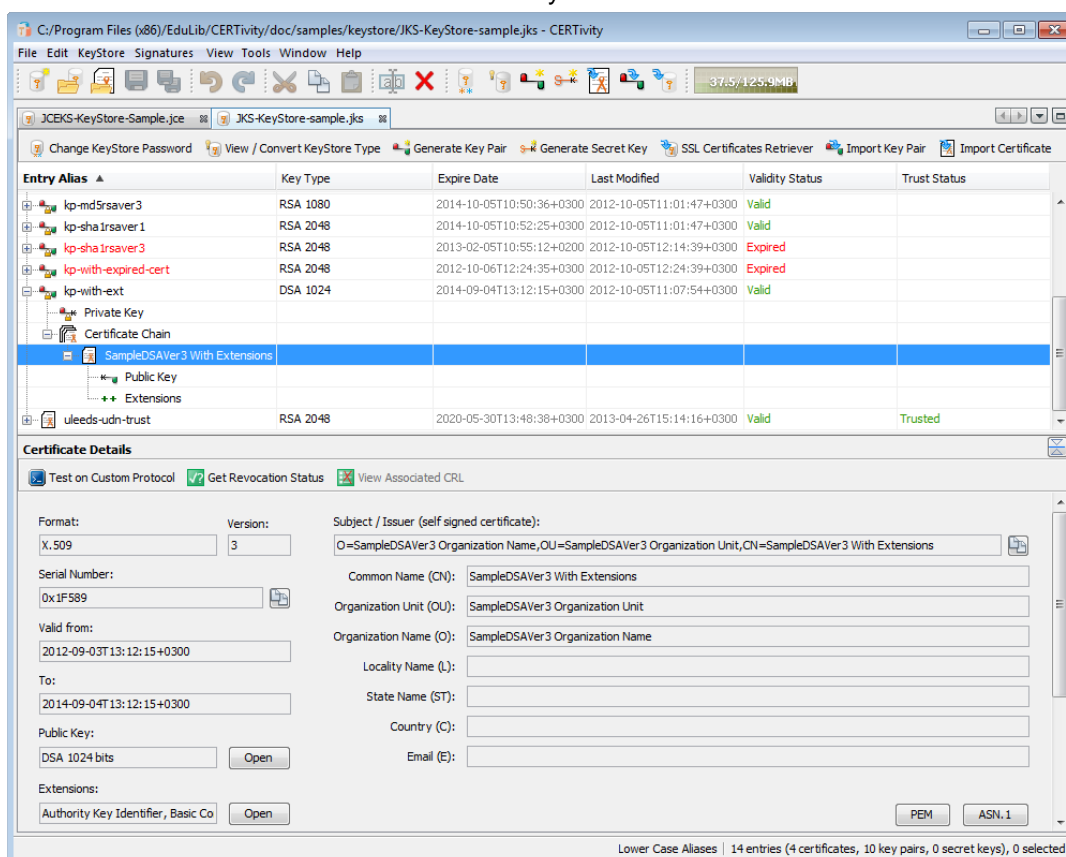 C:/Program Files (x86)/EduLib/CERTivity/doc/samples/keystore/JKS-KeyStore-sample.jks - CERTivity
File Edit KeyStore Signatures View Tools Window Help
37.5/125.9MB
JCEKS-KeyStore-Sample.jce JKS-KeyStore-sample.jks
Change KeyStore Password View / Convert KeyStore Type Generate Key Pair Generate Secret Key SSL Certificates Retriever Import Key Pair Import Certificate
Entry Alias Key Type Expire Date Last Modified Validity Status Trust Status
kp-md5rsaver3 RSA 1080 2014-10-05T10:50:36+0300 2012-10-05T11:01:47+0300 Valid
kp-sha1rsaver1 RSA 2048 2014-10-05T10:52:25+0300 2012-10-05T11:01:47+0300 Valid
kp-sha1rsaver3 RSA 2048 2013-02-05T10:55:12+0200 2012-10-05T12:14:39+0300 Expired
kp-with-expired-cert RSA 2048 2012-10-06T12:24:35+0300 2012-10-05T12:24:39+0300 Expired
kp-with-ext DSA 1024 2014-09-04T13:12:15+0300 2012-10-05T11:07:54+0300 Valid
Private Key
Certificate Chain
SampleDSAVer3 With Extensions
Public Key
Extensions
uleeds-udn-trust RSA 2048 2020-05-30T13:48:38+0300 2013-04-26T15:14:16+0300 Valid Trusted
Certificate Details
Test on Custom Protocol Get Revocation Status View Associated CRL
Format: Version: Subject / Issuer (self signed certificate):
X.509 3 O=SampleDSAVer3 Organization Name,OU=SampleDSAVer3 Organization Unit,CN=SampleDSAVer3 With Extensions
Serial Number: Common Name (CN): SampleDSAVer3 With Extensions
0x1F589 Organization Unit (OU): SampleDSAVer3 Organization Unit
Valid from: Organization Name (O): SampleDSAVer3 Organization Name
2012-09-03T13:12:15+0300
Locality Name (L):
To:
State Name (ST):
2014-09-04T13:12:15+0300
Public Key: Country (C):
DSA 1024 bits Open Email (E):
Extensions:
Authority Key Identifier, Basic Co Open PEM ASN.1
Lower Case Aliases 14 entries (4 certificates, 10 key pairs, 0 secret keys), 0 selected